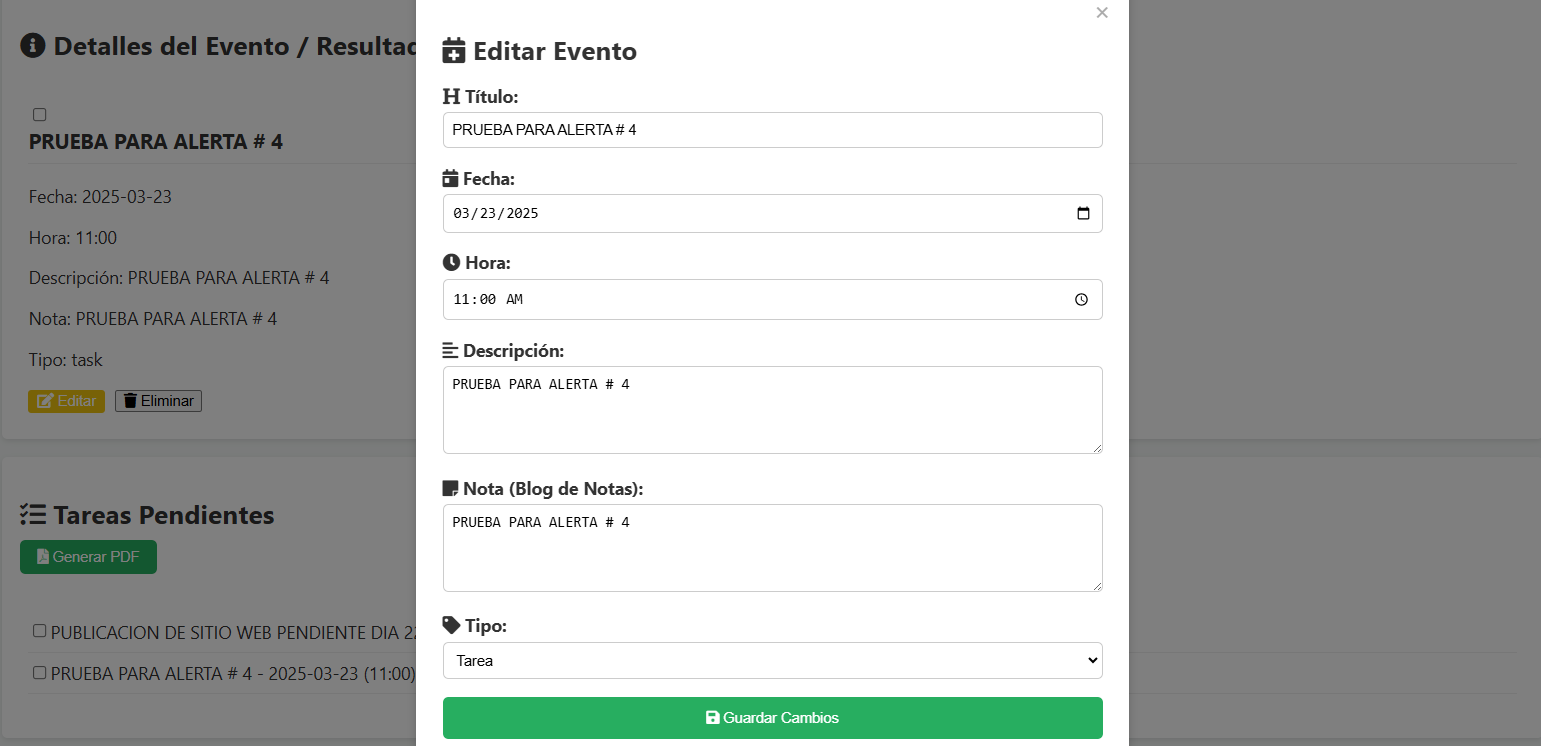 Detalles del Evento / Resultad
PRUEBA PARA ALERTA # 4
Fecha: 2025-03-23
Hora: 11:00
Descripción: PRUEBA PARA ALERTA # 4
Nota: PRUEBA PARA ALERTA # 4
Tipo: task
Editar
Eliminar
Tareas Pendientes
Generar PDF
PUBLICACION DE SITIO WEB PENDIENTE DIA 22
PRUEBA PARA ALERTA # 4 - 2025-03-23 (11:00)
×
Editar Evento
Título:
PRUEBA PARA ALERTA # 4
Fecha:
03/23/2025
Hora:
11:00 AM
Descripción:
PRUEBA PARA ALERTA # 4
Nota (Blog de Notas):
PRUEBA PARA ALERTA # 4
Tipo:
Tarea
Guardar Cambios